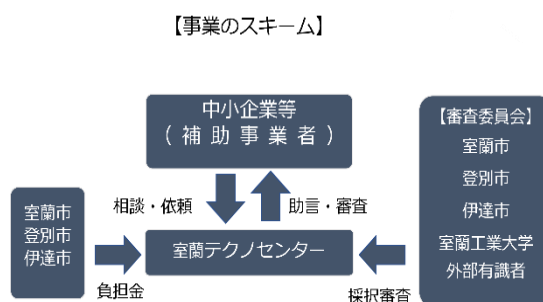 【事業のスキーム】
中小企業等
（補助事業者）
相談・依頼
助言・審査
室蘭市
登別市
伊達市
負担金
室蘭テクノセンター
【審査委員会】
室蘭市
登別市
伊達市
室蘭工業大学
外部有識者
採択審査